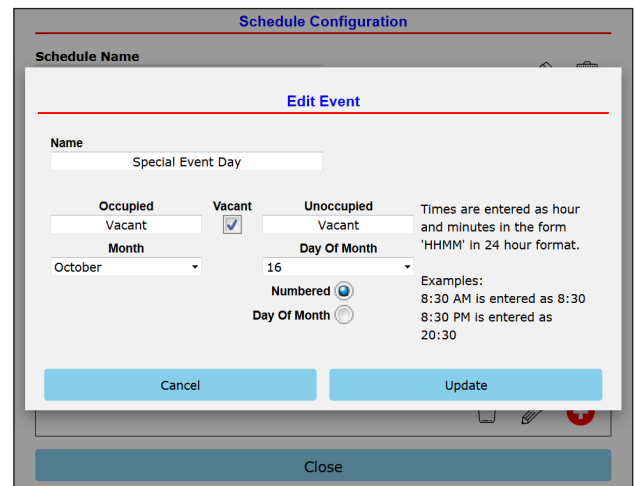 Schedule Configuration
Schedule Name
Edit Event
Name
Special Event Day
Occupied Vacant Unoccupied
Vacant Vacant
Month Day Of Month
October 16
Numbered
Day Of Month
Times are entered as hour
and minutes in the form
'HHMM' in 24 hour format.
Examples:
8:30 AM is entered as 8:30
8:30 PM is entered as
20:30
Cancel Update
Close